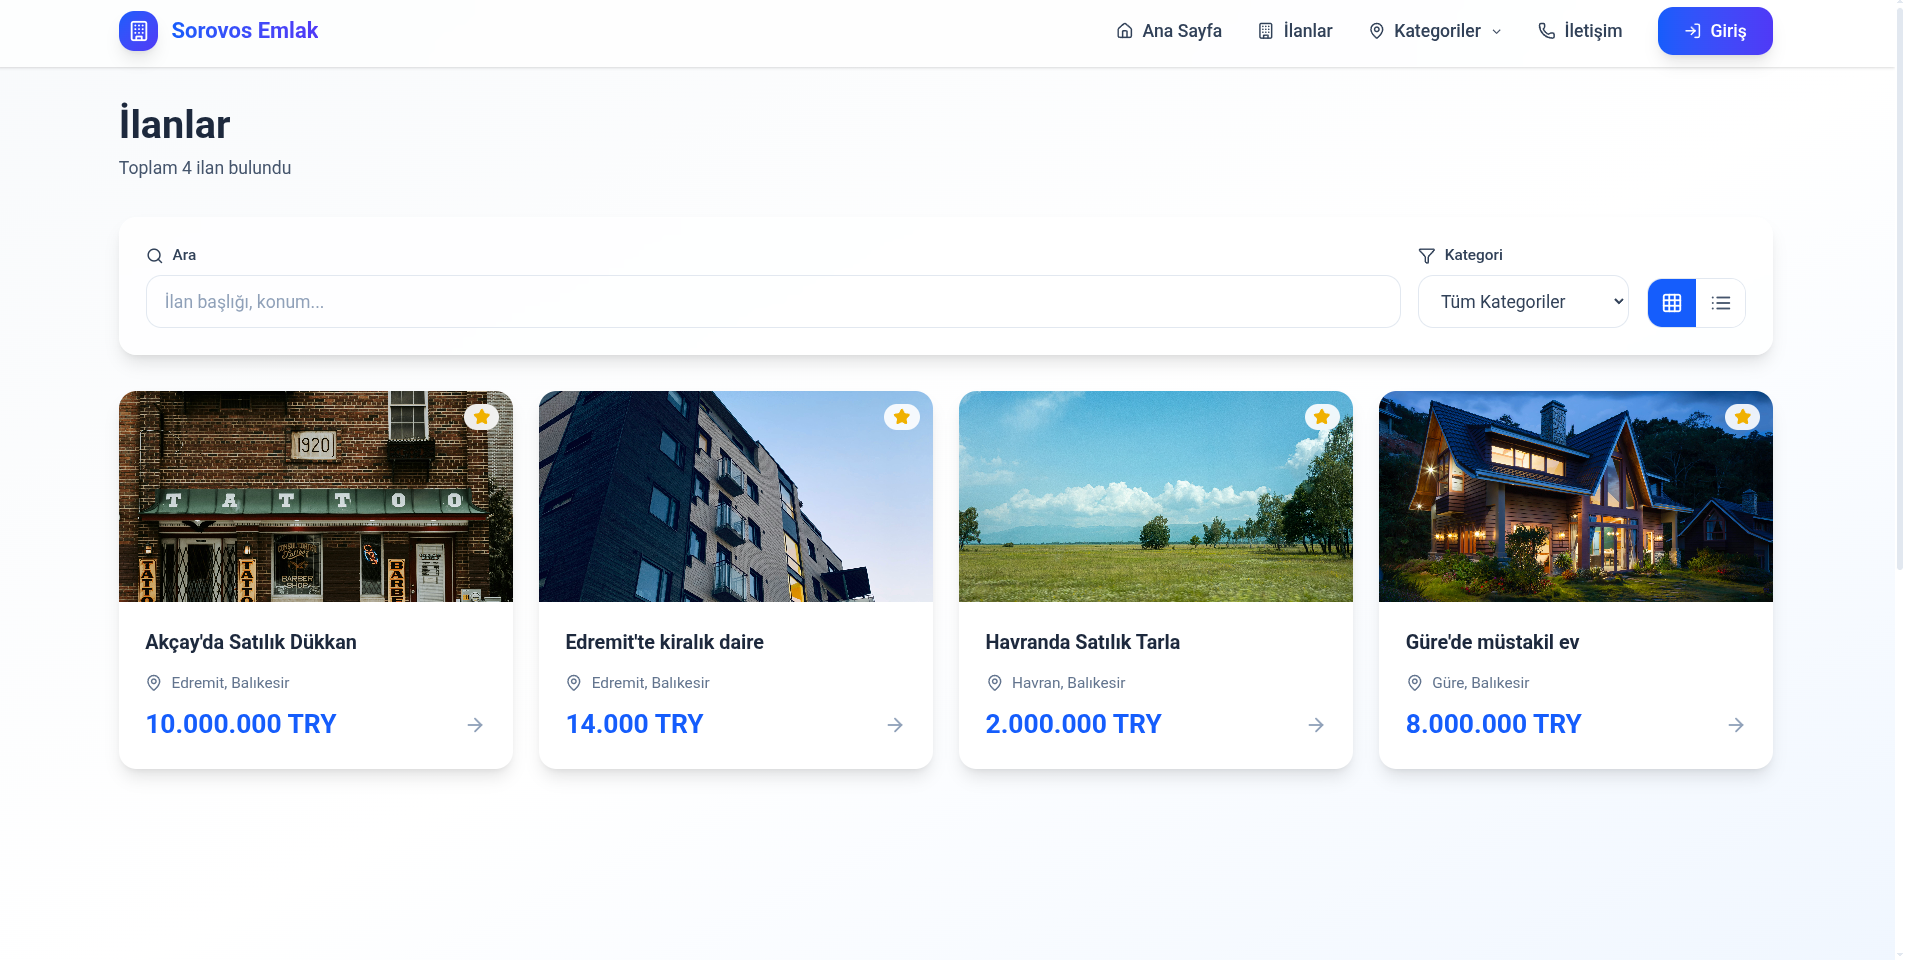 Sorovos Emlak
Ana Sayfa
İlanlar
Kategoriler
İletişim
Giriş
İlanlar
Toplam 4 ilan bulundu
Ara
Kategori
İlan başlığı, konum...
Tüm Kategoriler
1920
T A T T O O
TATTO
TATTO
BARBER
SHOP
BARBE
Akçay'da Satılık Dükkan
Edremit, Balıkesir
10.000.000 TRY
Edremit'te kiralık daire
Edremit, Balıkesir
14.000 TRY
Havranda Satılık Tarla
Havran, Balıkesir
2.000.000 TRY
Güre'de müstakil ev
Güre, Balıkesir
8.000.000 TRY